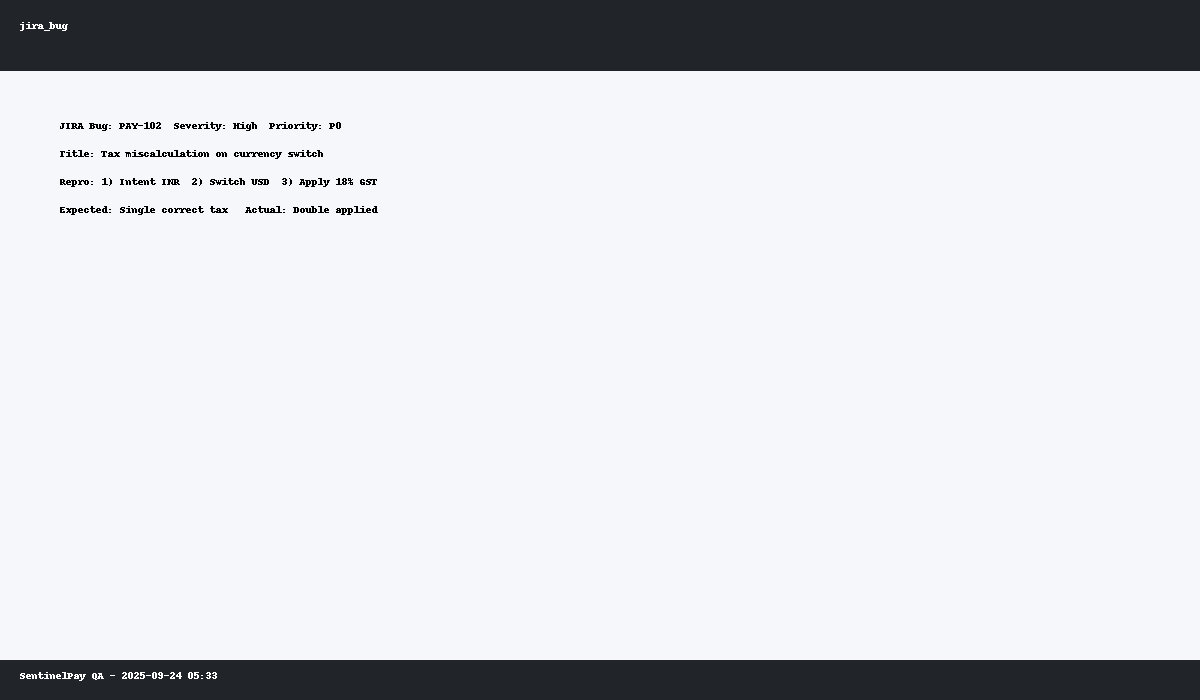 jira_bug
JIRA Bug: PAY-102  Severity: High  Priority: P0
Title: Tax miscalculation on currency switch
Repro: 1) Intent INR  2) Switch USD  3) Apply 18% GST
Expected: Single correct tax   Actual: Double applied
SentinelPay QA - 2025-09-24 05:33